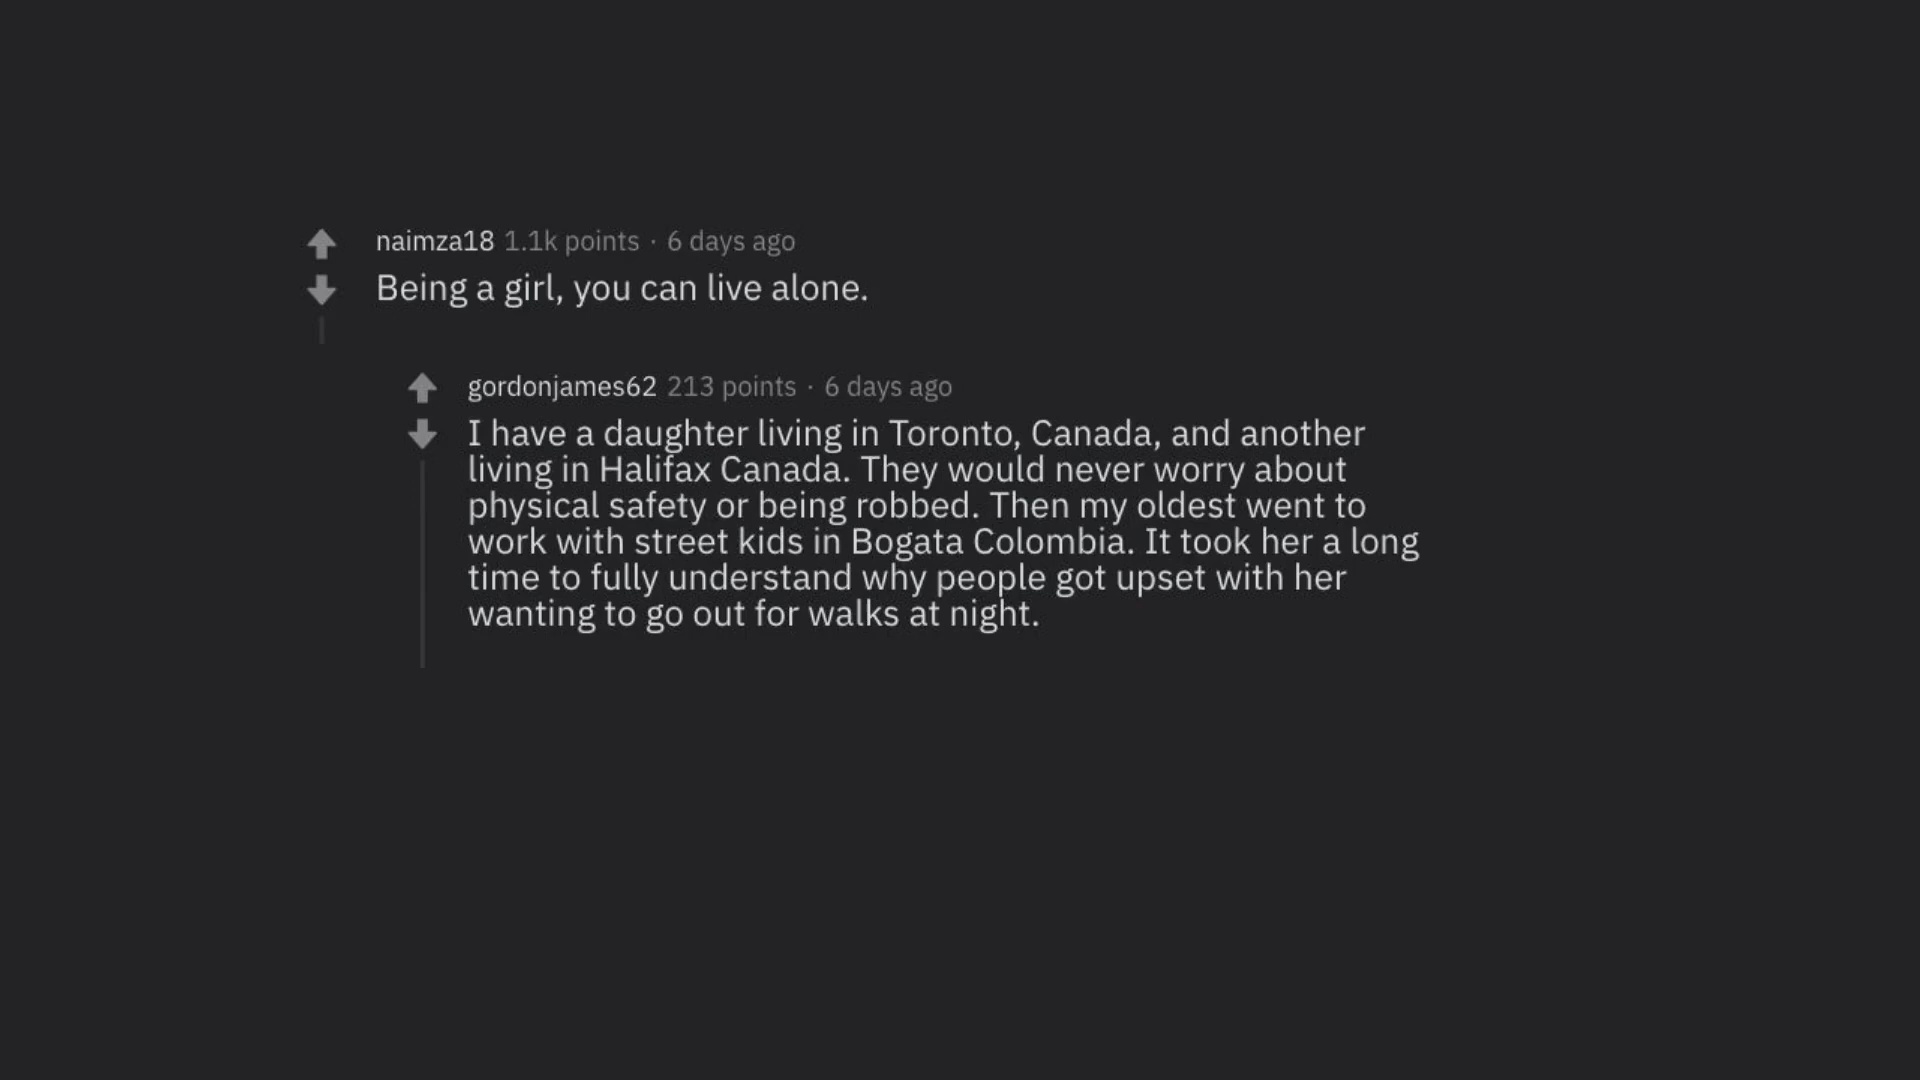 naimza18 1.1k points · 6 days ago
Being a girl, you can live alone.
gordonjames62 213 points · 6 days ago
I have a daughter living in Toronto, Canada, and another
living in Halifax Canada. They would never worry about
physical safety or being robbed. Then my oldest went to
work with street kids in Bogata Colombia. It took her a long
time to fully understand why people got upset with her
wanting to go out for walks at night.